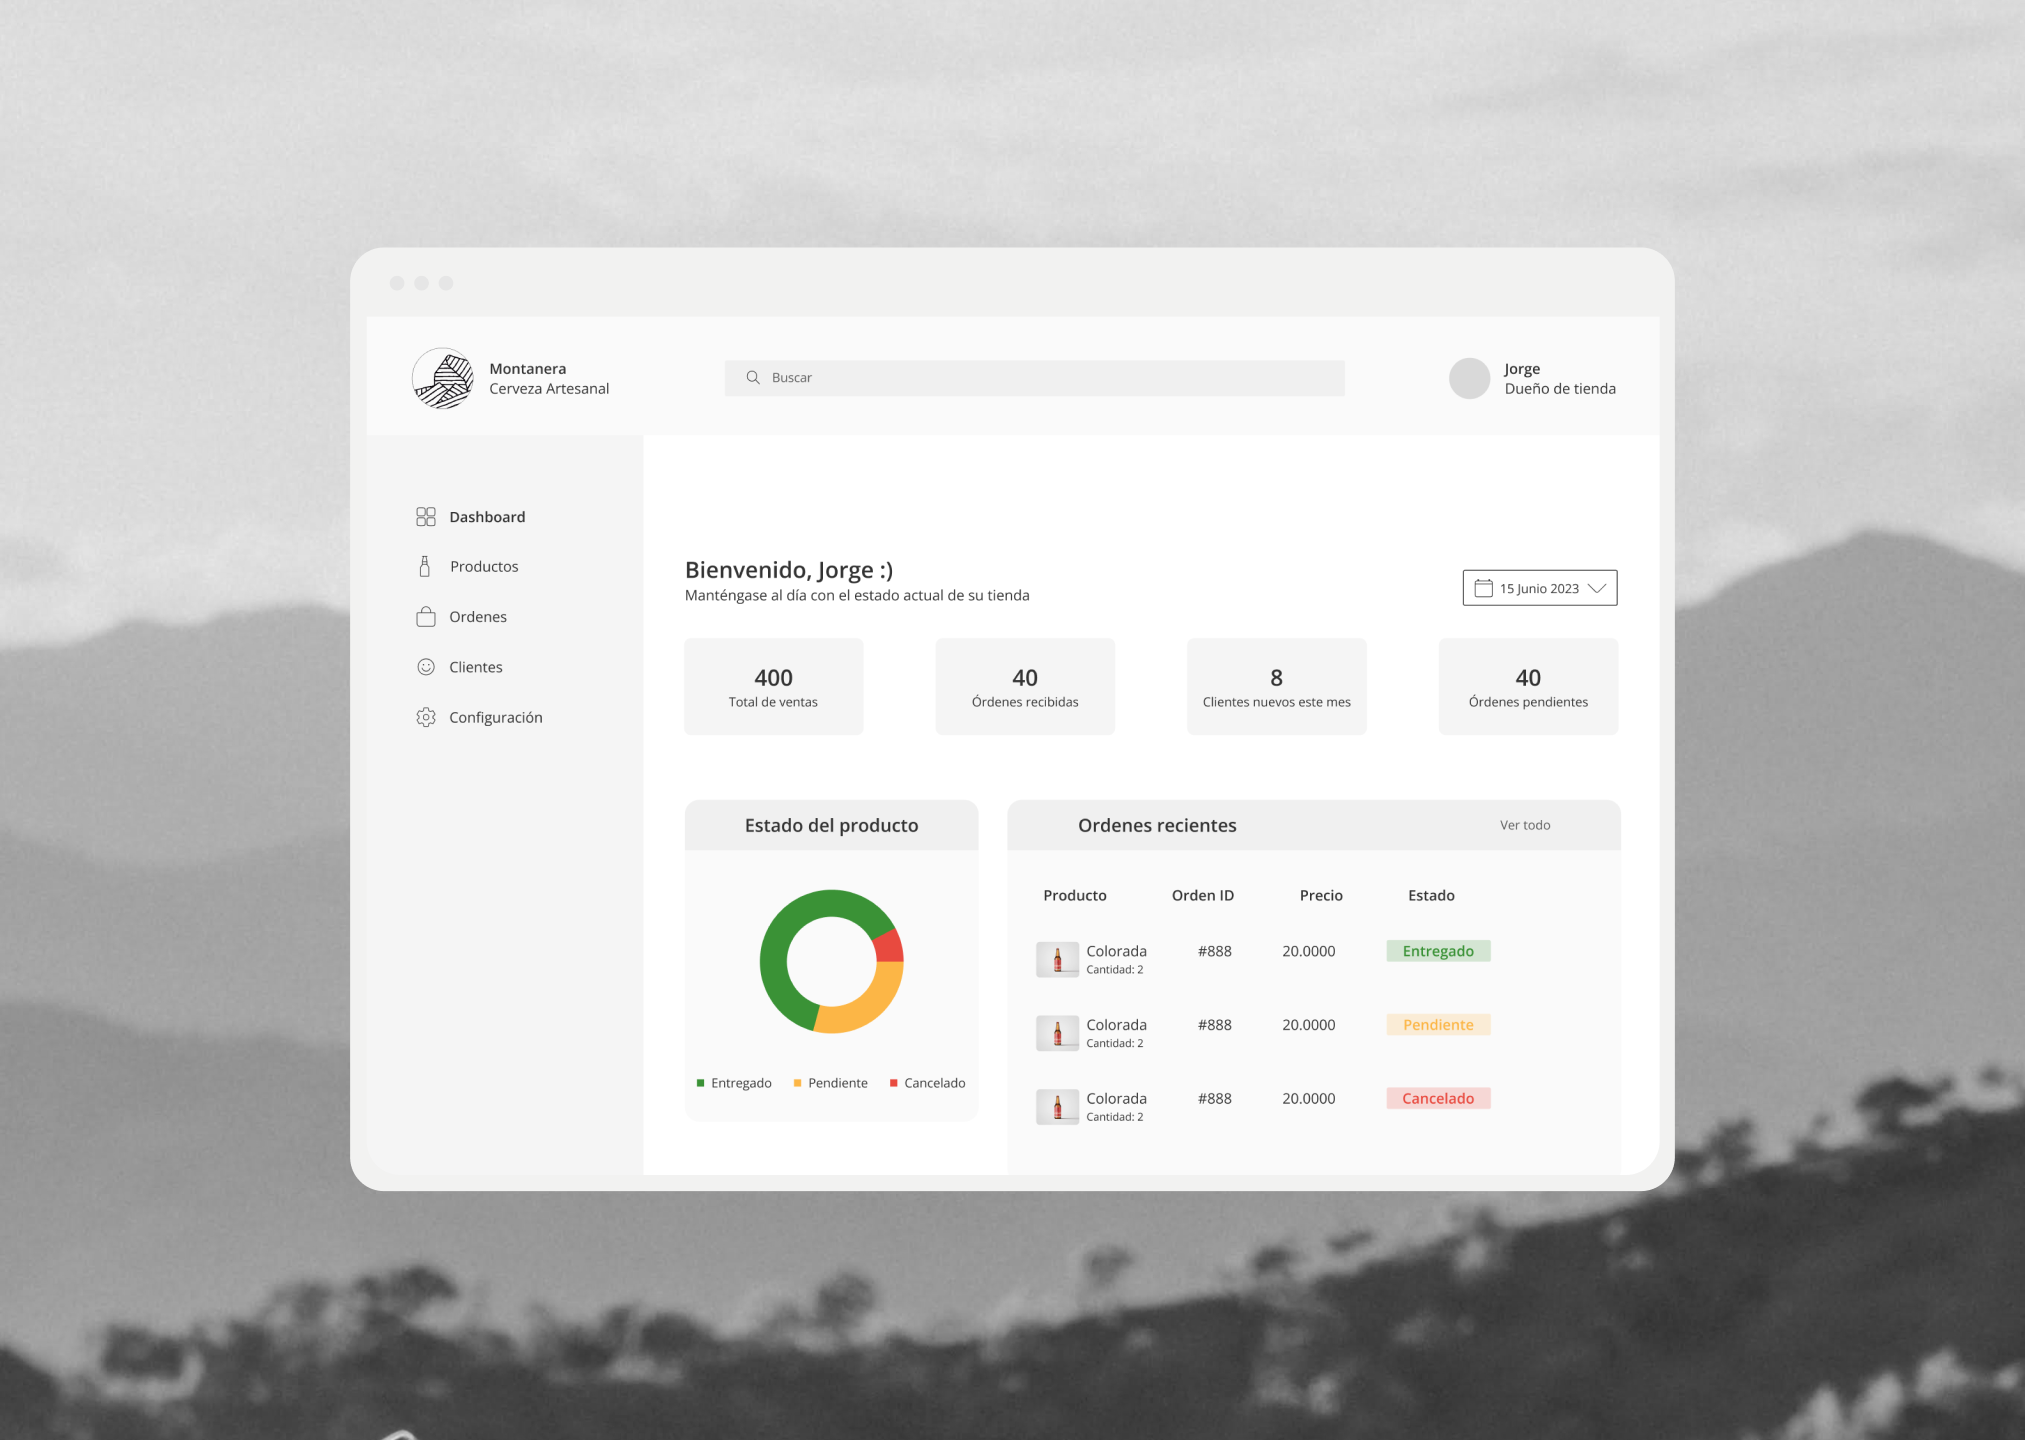 Montanera
Cerveza Artesanal
Buscar
Jorge
Dueño de tienda
Dashboard
Productos
Ordenes
Clientes
Configuración
Bienvenido, Jorge :)
Manténgase al día con el estado actual de su tienda
15 Junio 2023
400
Total de ventas
40
Órdenes recibidas
8
Clientes nuevos este mes
40
Órdenes pendientes
Estado del producto
Entregado Pendiente Cancelado
Ordenes recientes Ver todo
Producto Orden ID Precio Estado
Colorada #888 20.0000 Entregado
Cantidad: 2
Colorada #888 20.0000 Pendiente
Cantidad: 2
Colorada #888 20.0000 Cancelado
Cantidad: 2